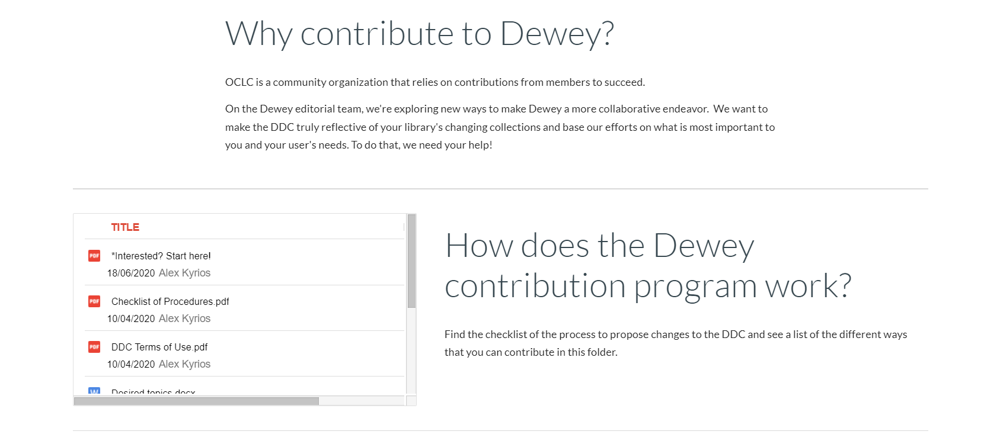 Why contribute to Dewey?
OCLC is a community organization that relies on contributions from members to succeed.
On the Dewey editorial team, we're exploring new ways to make Dewey a more collaborative endeavor.  We want to
make the DDC truly reflective of your library's changing collections and base our efforts on what is most important to
you and your user's needs. To do that, we need your help!
TITLE
*Interested? Start here!
18/06/2020 Alex Kyrios
Checklist of Procedures.pdf
10/04/2020 Alex Kyrios
DDC Terms of Use.pdf
10/04/2020 Alex Kyrios
Desired topics.docx
How does the Dewey
contribution program work?
Find the checklist of the process to propose changes to the DDC and see a list of the different ways
that you can contribute in this folder.